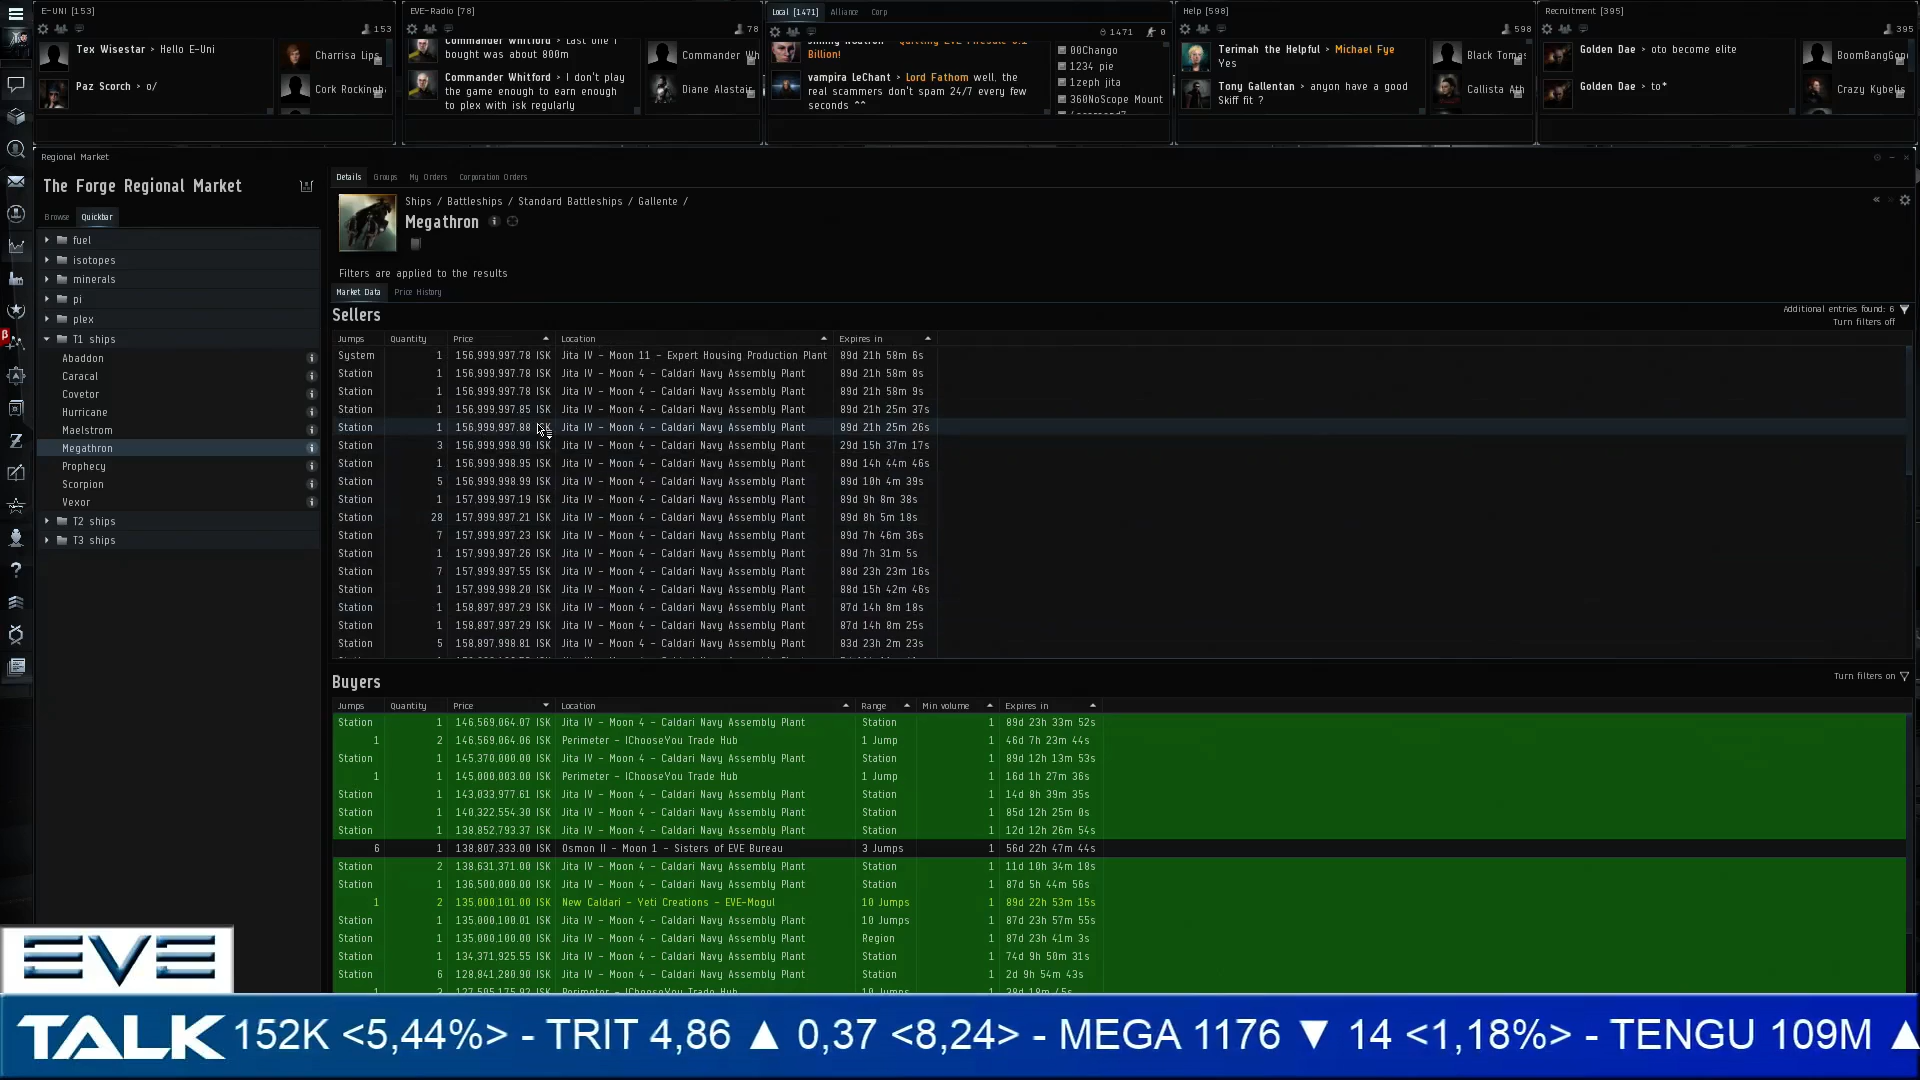 E-UNI [153]
153
Tex Wisestar > Hello E-Uni
Paz Scorch > o/
Charrisa Lips
Cork Rockingh
EVE-Radio [78]
78
Commander Whitford > Last one I
bought was about 800m
Commander Whitford > I don't play
the game enough to earn enough
to plex with isk regularly
Commander Wh
Diane Alastair
Local [1471] Alliance Corp
1471 0
Quitting EVE Firesale 0.1
Billion!
vampira LeChant > Lord Fathom well, the
real scammers don't spam 24/7 every few
seconds ^^
00Chango
1234 pie
1zeph jita
360NoScope Mount
Help [598]
598
Terimah the Helpful > Michael Fye
Yes
Tony Gallentan > anyon have a good
Skiff fit ?
Black Tomas
Callista Ath
Recruitment [395]
395
Golden Dae > oto become elite
Golden Dae > to*
BoomBangGone
Crazy Kybelis
Regional Market
The Forge Regional Market
Browse Quickbar
fuel
isotopes
minerals
pi
plex
T1 ships
Abaddon
Caracal
Covetor
Hurricane
Maelstrom
Megathron
Prophecy
Scorpion
Vexor
T2 ships
T3 ships
Details Groups My Orders Corporation Orders
Ships / Battleships / Standard Battleships / Gallente /
Megathron
Filters are applied to the results
Market Data Price History
Sellers
Additional entries found: 6
Turn filters off
Jumps Quantity Price Location Expires in
System 1 156,999,997.78 ISK Jita IV - Moon 11 - Expert Housing Production Plant 89d 21h 58m 6s
Station 1 156,999,997.78 ISK Jita IV - Moon 4 - Caldari Navy Assembly Plant 89d 21h 58m 8s
Station 1 156,999,997.78 ISK Jita IV - Moon 4 - Caldari Navy Assembly Plant 89d 21h 58m 9s
Station 1 156,999,997.85 ISK Jita IV - Moon 4 - Caldari Navy Assembly Plant 89d 21h 25m 37s
Station 1 156,999,997.88 ISK Jita IV - Moon 4 - Caldari Navy Assembly Plant 89d 21h 25m 26s
Station 3 156,999,998.90 ISK Jita IV - Moon 4 - Caldari Navy Assembly Plant 29d 15h 37m 17s
Station 1 156,999,998.95 ISK Jita IV - Moon 4 - Caldari Navy Assembly Plant 89d 14h 44m 46s
Station 5 156,999,998.99 ISK Jita IV - Moon 4 - Caldari Navy Assembly Plant 89d 10h 4m 39s
Station 1 157,999,997.19 ISK Jita IV - Moon 4 - Caldari Navy Assembly Plant 89d 9h 8m 38s
Station 28 157,999,997.21 ISK Jita IV - Moon 4 - Caldari Navy Assembly Plant 89d 8h 5m 18s
Station 7 157,999,997.23 ISK Jita IV - Moon 4 - Caldari Navy Assembly Plant 89d 7h 46m 36s
Station 1 157,999,997.26 ISK Jita IV - Moon 4 - Caldari Navy Assembly Plant 89d 7h 31m 5s
Station 7 157,999,997.55 ISK Jita IV - Moon 4 - Caldari Navy Assembly Plant 88d 23h 23m 16s
Station 1 157,999,998.20 ISK Jita IV - Moon 4 - Caldari Navy Assembly Plant 88d 15h 42m 46s
Station 1 158,897,997.29 ISK Jita IV - Moon 4 - Caldari Navy Assembly Plant 87d 14h 8m 18s
Station 1 158,897,997.29 ISK Jita IV - Moon 4 - Caldari Navy Assembly Plant 87d 14h 8m 25s
Station 5 158,897,998.81 ISK Jita IV - Moon 4 - Caldari Navy Assembly Plant 83d 23h 2m 23s
Buyers
Turn filters on
Jumps Quantity Price Location Range Min volume Expires in
Station 1 146,569,064.07 ISK Jita IV - Moon 4 - Caldari Navy Assembly Plant Station 1 89d 23h 33m 52s
1 2 146,569,064.06 ISK Perimeter - IChooseYou Trade Hub 1 Jump 1 46d 7h 23m 44s
Station 1 145,370,000.00 ISK Jita IV - Moon 4 - Caldari Navy Assembly Plant Station 1 89d 12h 13m 53s
1 1 145,000,003.00 ISK Perimeter - IChooseYou Trade Hub 1 Jump 1 16d 1h 27m 36s
Station 1 143,033,977.61 ISK Jita IV - Moon 4 - Caldari Navy Assembly Plant Station 1 14d 8h 39m 35s
Station 1 140,322,554.30 ISK Jita IV - Moon 4 - Caldari Navy Assembly Plant Station 1 85d 12h 25m 0s
Station 1 138,852,793.37 ISK Jita IV - Moon 4 - Caldari Navy Assembly Plant Station 1 12d 12h 26m 54s
6 1 138,807,333.00 ISK Osmon II - Moon 1 - Sisters of EVE Bureau 3 Jumps 1 56d 22h 47m 44s
Station 2 138,631,371.00 ISK Jita IV - Moon 4 - Caldari Navy Assembly Plant Station 1 11d 10h 34m 18s
Station 1 136,500,000.00 ISK Jita IV - Moon 4 - Caldari Navy Assembly Plant Station 1 87d 5h 44m 56s
1 2 135,000,101.00 ISK New Caldari - Yeti Creations - EVE-Mogul 10 Jumps 1 89d 22h 53m 15s
Station 1 135,000,100.01 ISK Jita IV - Moon 4 - Caldari Navy Assembly Plant 10 Jumps 1 87d 23h 57m 55s
Station 1 135,000,100.00 ISK Jita IV - Moon 4 - Caldari Navy Assembly Plant Region 1 87d 23h 41m 3s
Station 1 134,371,925.55 ISK Jita IV - Moon 4 - Caldari Navy Assembly Plant Station 1 74d 9h 50m 31s
Station 6 128,841,280.90 ISK Jita IV - Moon 4 - Caldari Navy Assembly Plant Station 1 2d 9h 54m 43s
EVE
TALK 152K <5,44%> - TRIT 4,86 ▲ 0,37 <8,24> - MEGA 1176 ▼ 14 <1,18%> - TENGU 109M ▲